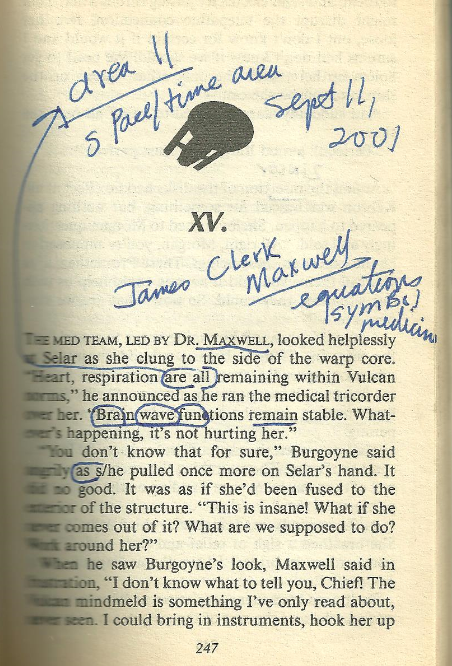 area 11
space/time area
Sept 11,
2001
XV.
James Clerk
Maxwell
equations
symbol
medicine
THE MED TEAM, LED BY DR. MAXWELL, looked helplessly
at Selar as she clung to the side of the warp core.
"Heart, respiration are all remaining within Vulcan
norms," he announced as he ran the medical tricorder
over her. "Brain wave functions remain stable. What-
ever's happening, it's not hurting her."
"You don't know that for sure," Burgoyne said
angrily as s/he pulled once more on Selar's hand. It
did no good. It was as if she'd been fused to the
exterior of the structure. "This is insane! What if she
never comes out of it? What are we supposed to do?
Work around her?"
When he saw Burgoyne's look, Maxwell said in
frustration, "I don't know what to tell you, Chief! The
Vulcan mindmeld is something I've only read about,
never seen. I could bring in instruments, hook her up
247